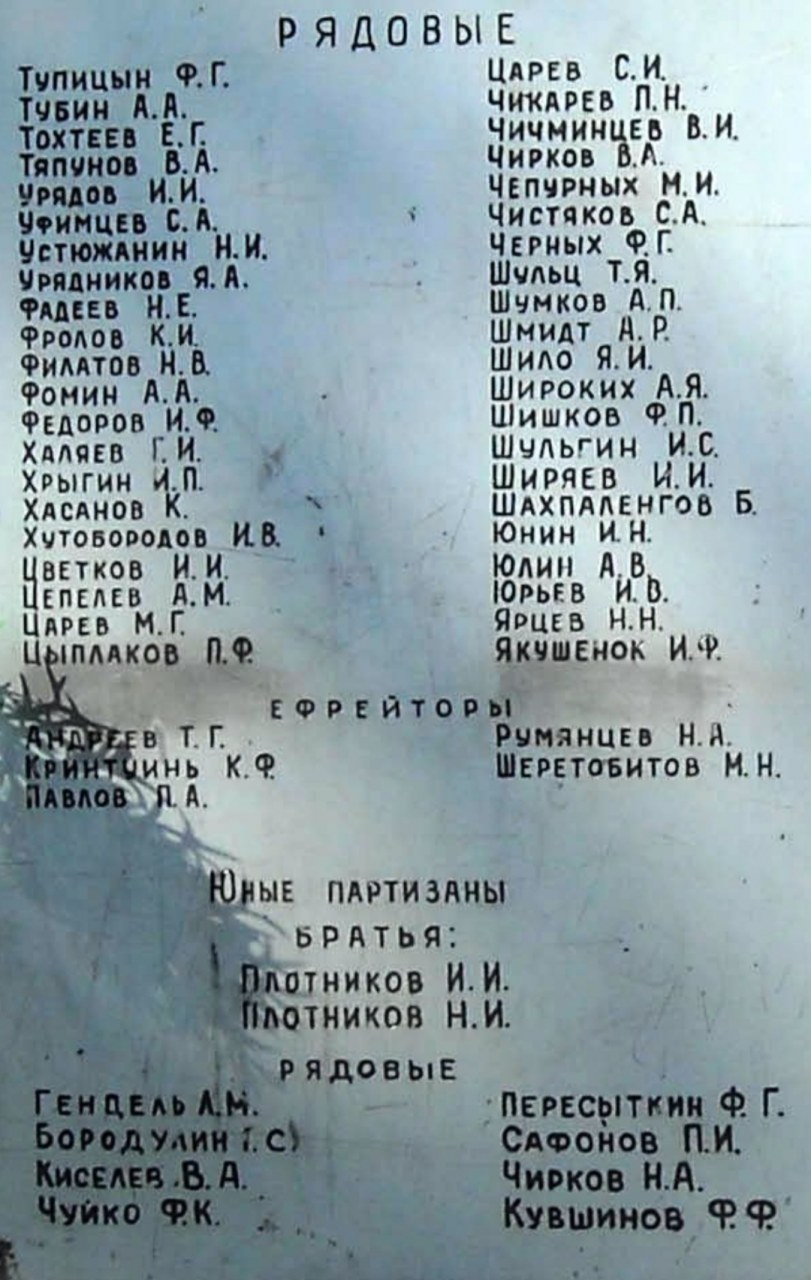 РЯДОВЫЕ
Тупицын Ф.Г.
Тубин А.А.
Тохтеев Е.Г.
Тяпунов В.А.
Урядов И.И.
Уфимцев С.А.
Устюжанин Н.И.
Урядников Я.А.
Фадеев Н.Е.
Фролов К.И.
Филатов Н.В.
Фомин А.А.
Федоров И.Ф.
Халяев Г.И.
Хрыгин И.П.
Хасанов К.
Хутобородов И.В.
Цветков И.И.
Цепелев А.М.
Царев М.Г.
Цыплаков П.Ф.
Царев С.И.
Чикарев П.Н.
Чичминцев В.И.
Чирков В.А.
Чепурных М.И.
Чистяков С.А.
Черных Ф.Г.
Шульц Т.Я.
Шумков А.П.
Шмидт А.Р.
Шило Я.И.
Широких А.Я.
Шишков Ф.П.
Шульгин И.С.
Ширяев И.И.
Шахпаленгов Б.
Юнин И.Н.
Юлин А.В.
Юрьев И.В.
Ярцев Н.Н.
Якушенок И.Ф.
ЕФРЕЙТОРЫ
Андреев Т.Г.
Кринтчинь К.Ф.
Павлов П.А.
Румянцев Н.А.
Шеретобитов М.Н.
Юные партизаны
братья:
Плотников И.И.
Плотников Н.И.
рядовые
Гендель А.М.
Бородулин Г.С.
Киселев В.А.
Чуйко Ф.К.
Пересыткин Ф.Г.
Сафонов П.И.
Чирков Н.А.
Кувшинов Ф.Ф.